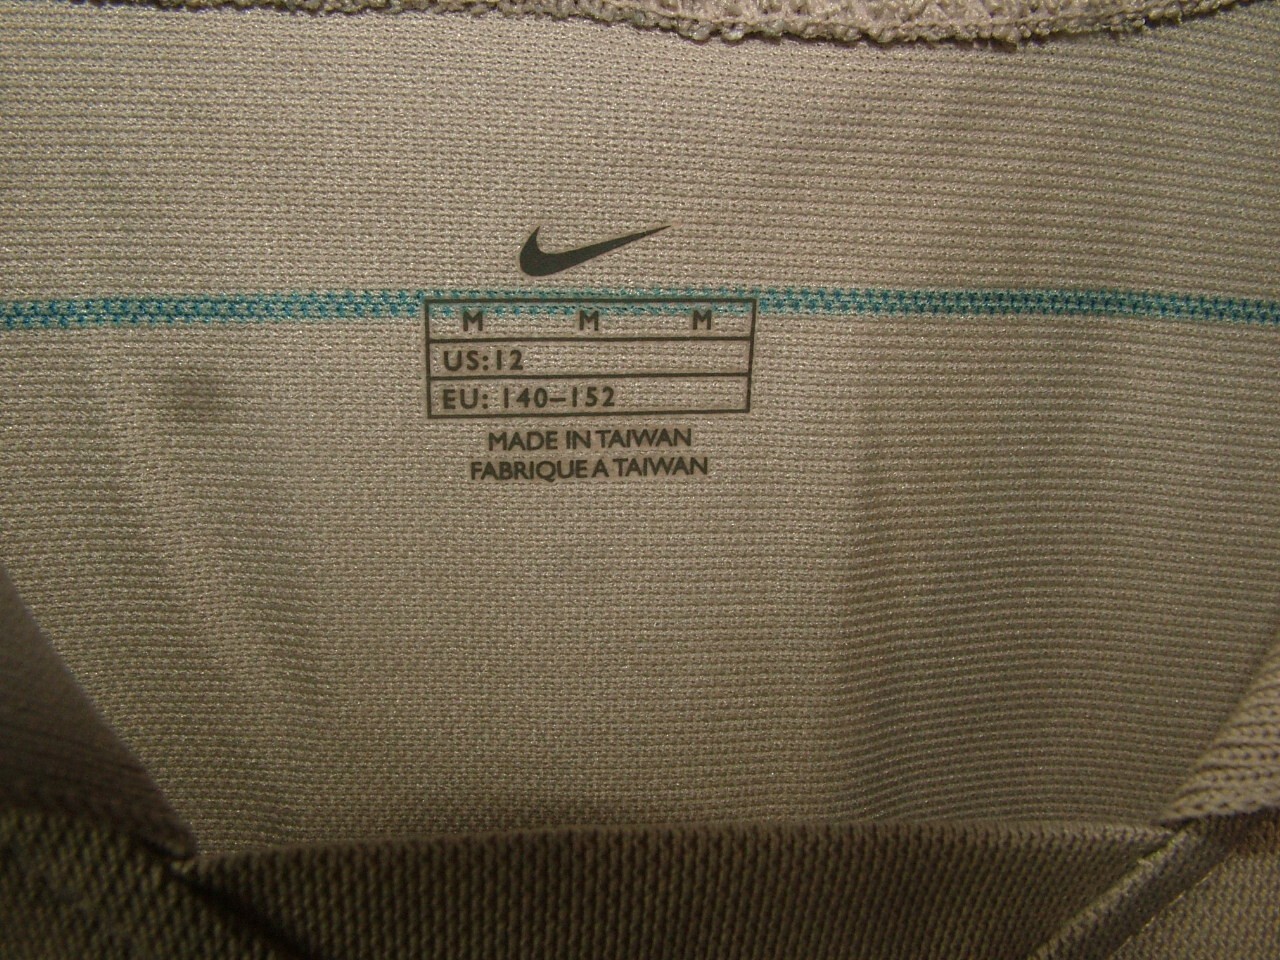 M M M
US: 12
EU: 140–152
MADE IN TAIWAN
FABRIQUE A TAIWAN